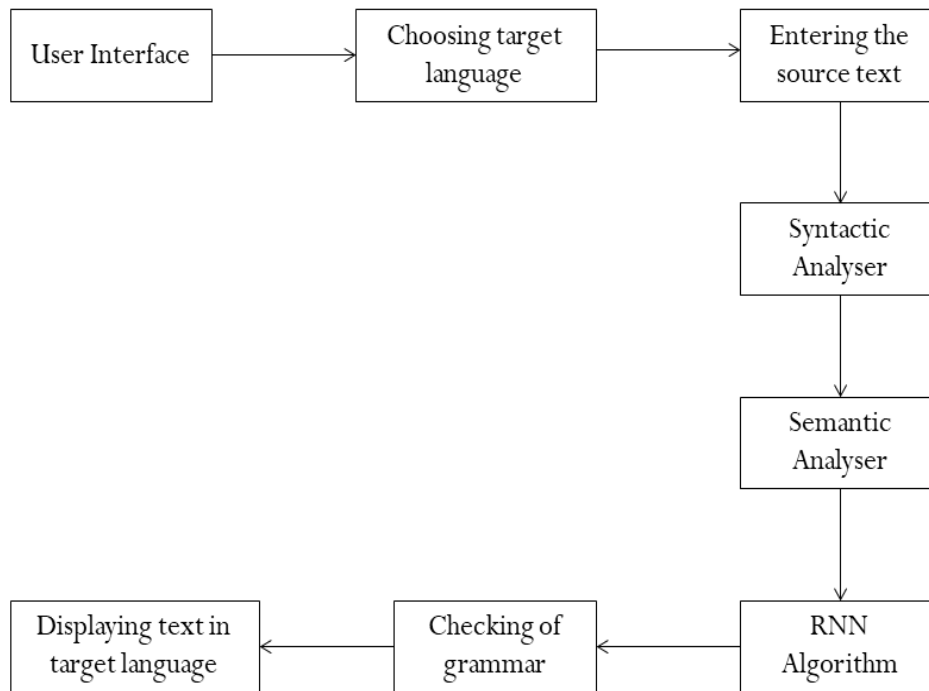 User Interface
Choosing target
language
Entering the
source text
Syntactic
Analyser
Semantic
Analyser
RNN
Algorithm
Checking of
grammar
Displaying text in
target language